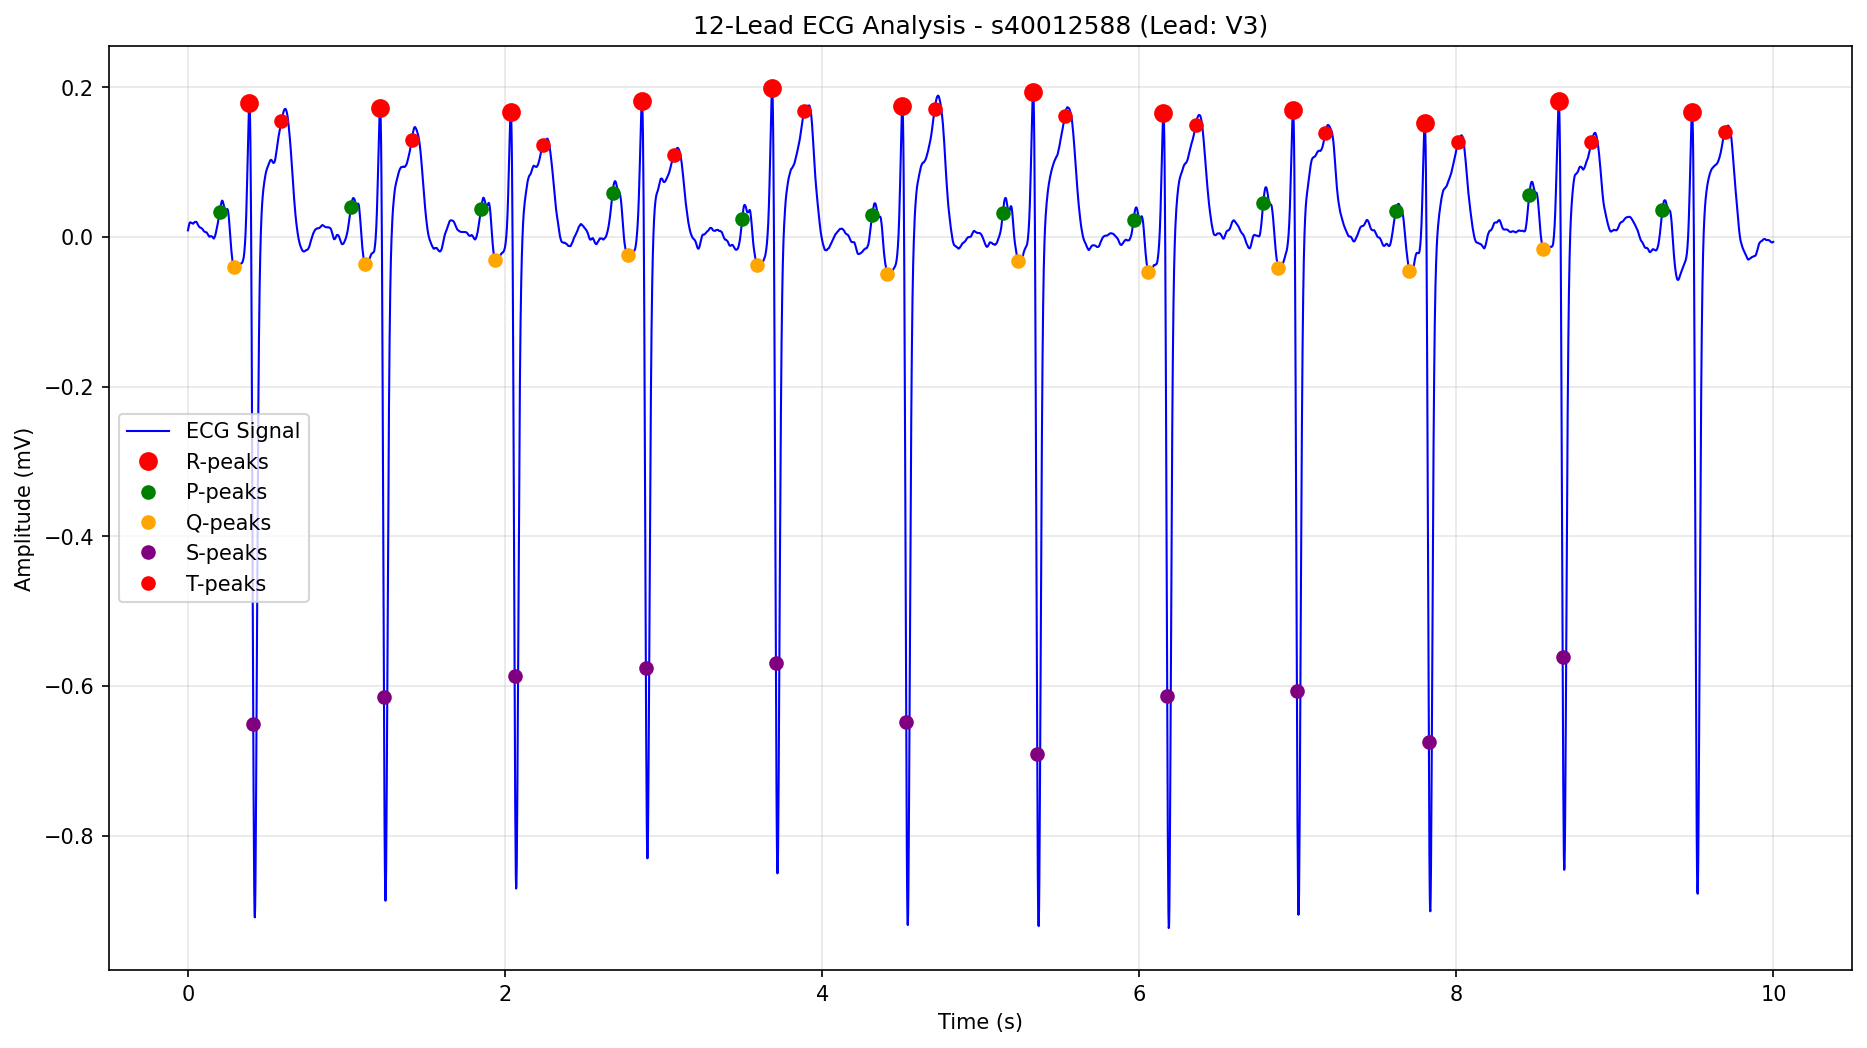 12-Lead ECG Analysis - s40012588 (Lead: V3)
0.2
0.0
−0.2
−0.4
−0.6
−0.8
Amplitude (mV)
ECG Signal
R-peaks
P-peaks
Q-peaks
S-peaks
T-peaks
0
2
4
6
8
10
Time (s)